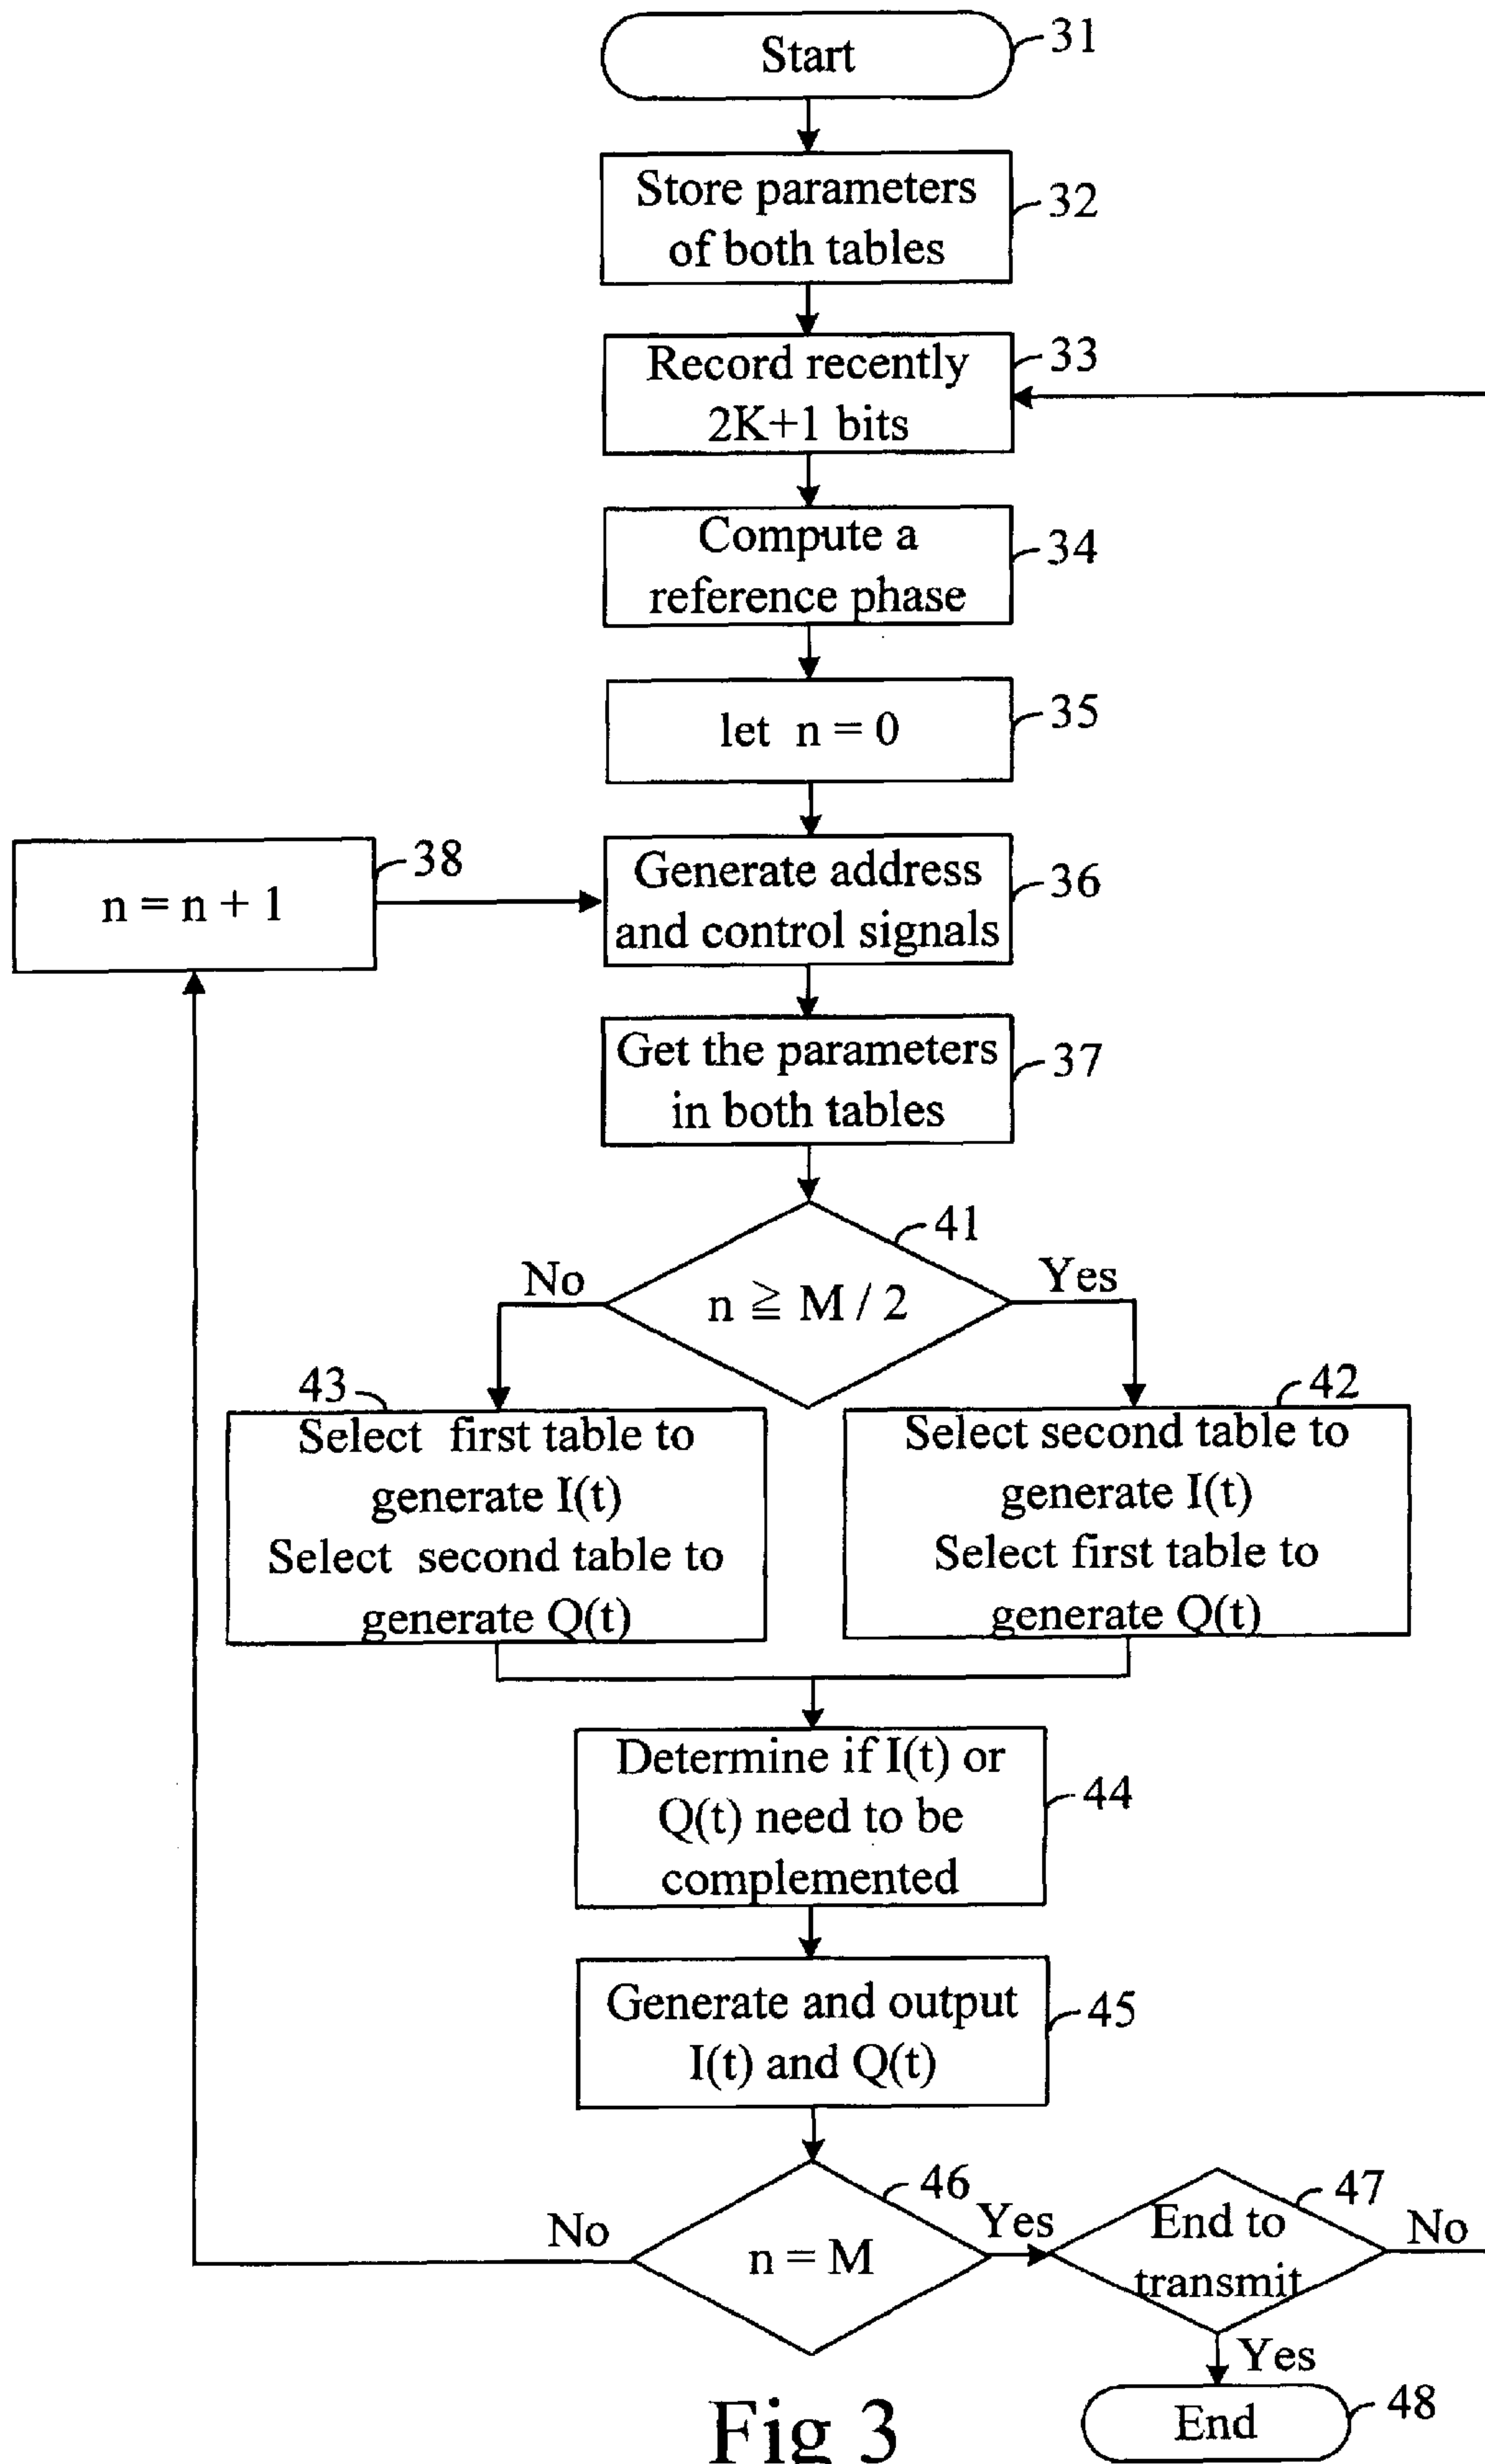 Start
31
Store parameters
of both tables
32
Record recently
2K+1 bits
33
Compute a
reference phase
34
let n = 0
35
n = n + 1
38
Generate address
and control signals
36
Get the parameters
in both tables
37
n ≧ M / 2
41
No
Yes
43
Select first table to
generate I(t)
Select second table to
generate Q(t)
42
Select second table to
generate I(t)
Select first table to
generate Q(t)
Determine if I(t) or
Q(t) need to be
complemented
44
Generate and output
I(t) and Q(t)
45
n = M
46
No
Yes
End to
transmit
47
No
Yes
End
48
Fig 3